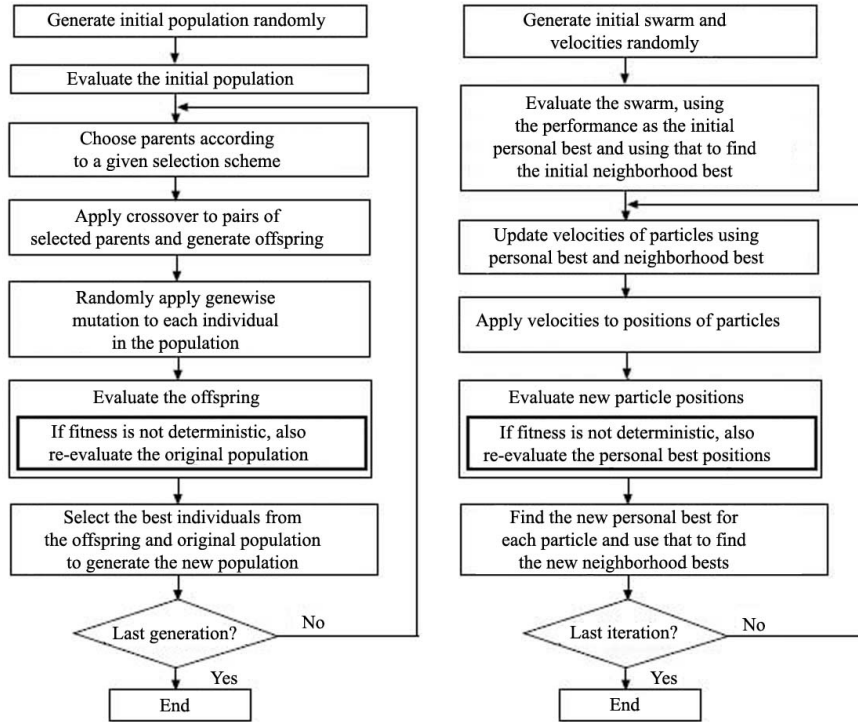 Generate initial population randomly
Evaluate the initial population
Choose parents according
to a given selection scheme
Apply crossover to pairs of
selected parents and generate offspring
Randomly apply genewise
mutation to each individual
in the population
Evaluate the offspring
If fitness is not deterministic, also
re-evaluate the original population
Select the best individuals from
the offspring and original population
to generate the new population
Last generation?
No
Yes
End
Generate initial swarm and
velocities randomly
Evaluate the swarm, using
the performance as the initial
personal best and using that to find
the initial neighborhood best
Update velocities of particles using
personal best and neighborhood best
Apply velocities to positions of particles
Evaluate new particle positions
If fitness is not deterministic, also
re-evaluate the personal best positions
Find the new personal best for
each particle and use that to find
the new neighborhood bests
Last iteration?
No
Yes
End